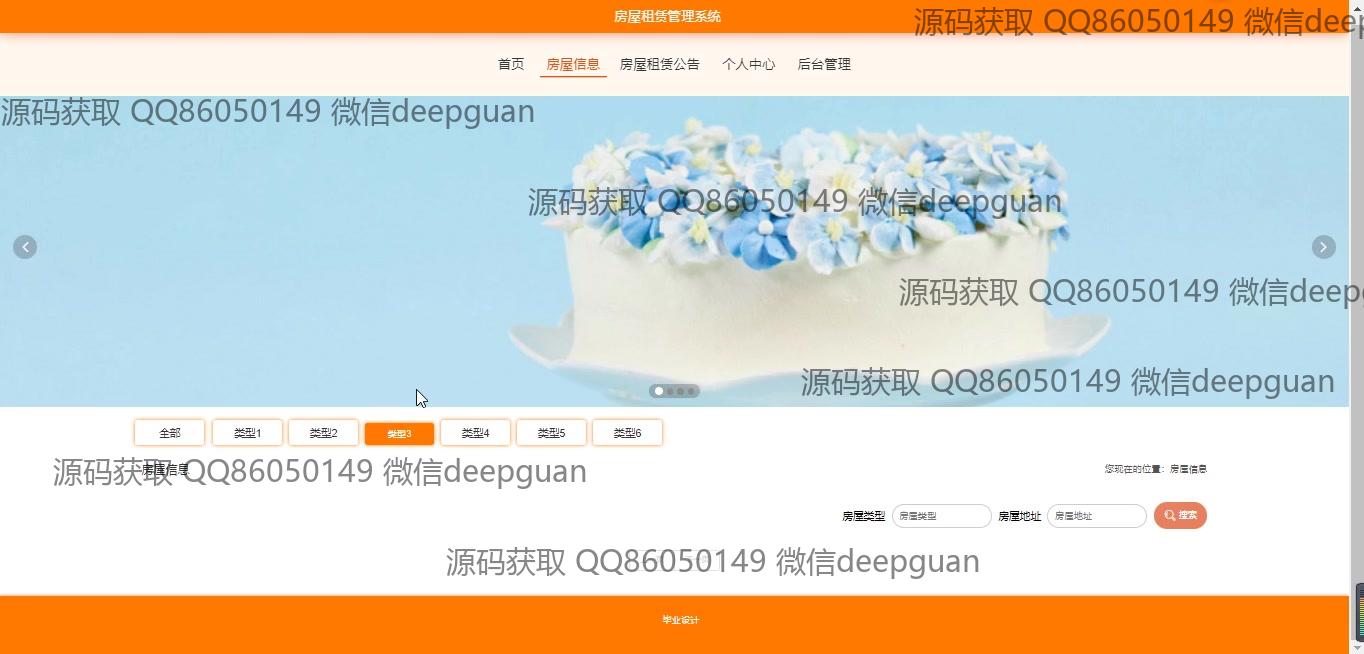 房屋租赁管理系统
源码获取 QQ86050149 微信deep
首页 房屋信息 房屋租赁公告 个人中心 后台管理
源码获取 QQ86050149 微信deepguan
源码获取 QQ86050149 微信deepguan
源码获取 QQ86050149 微信deep
源码获取 QQ86050149 微信deepguan
全部 类型1 类型2 类型3 类型4 类型5 类型6
房屋信息
源码获取 QQ86050149 微信deepguan
您现在的位置：房屋信息
房屋类型 房屋类型 房屋地址 房屋地址 搜索
源码获取 QQ86050149 微信deepguan
毕业设计